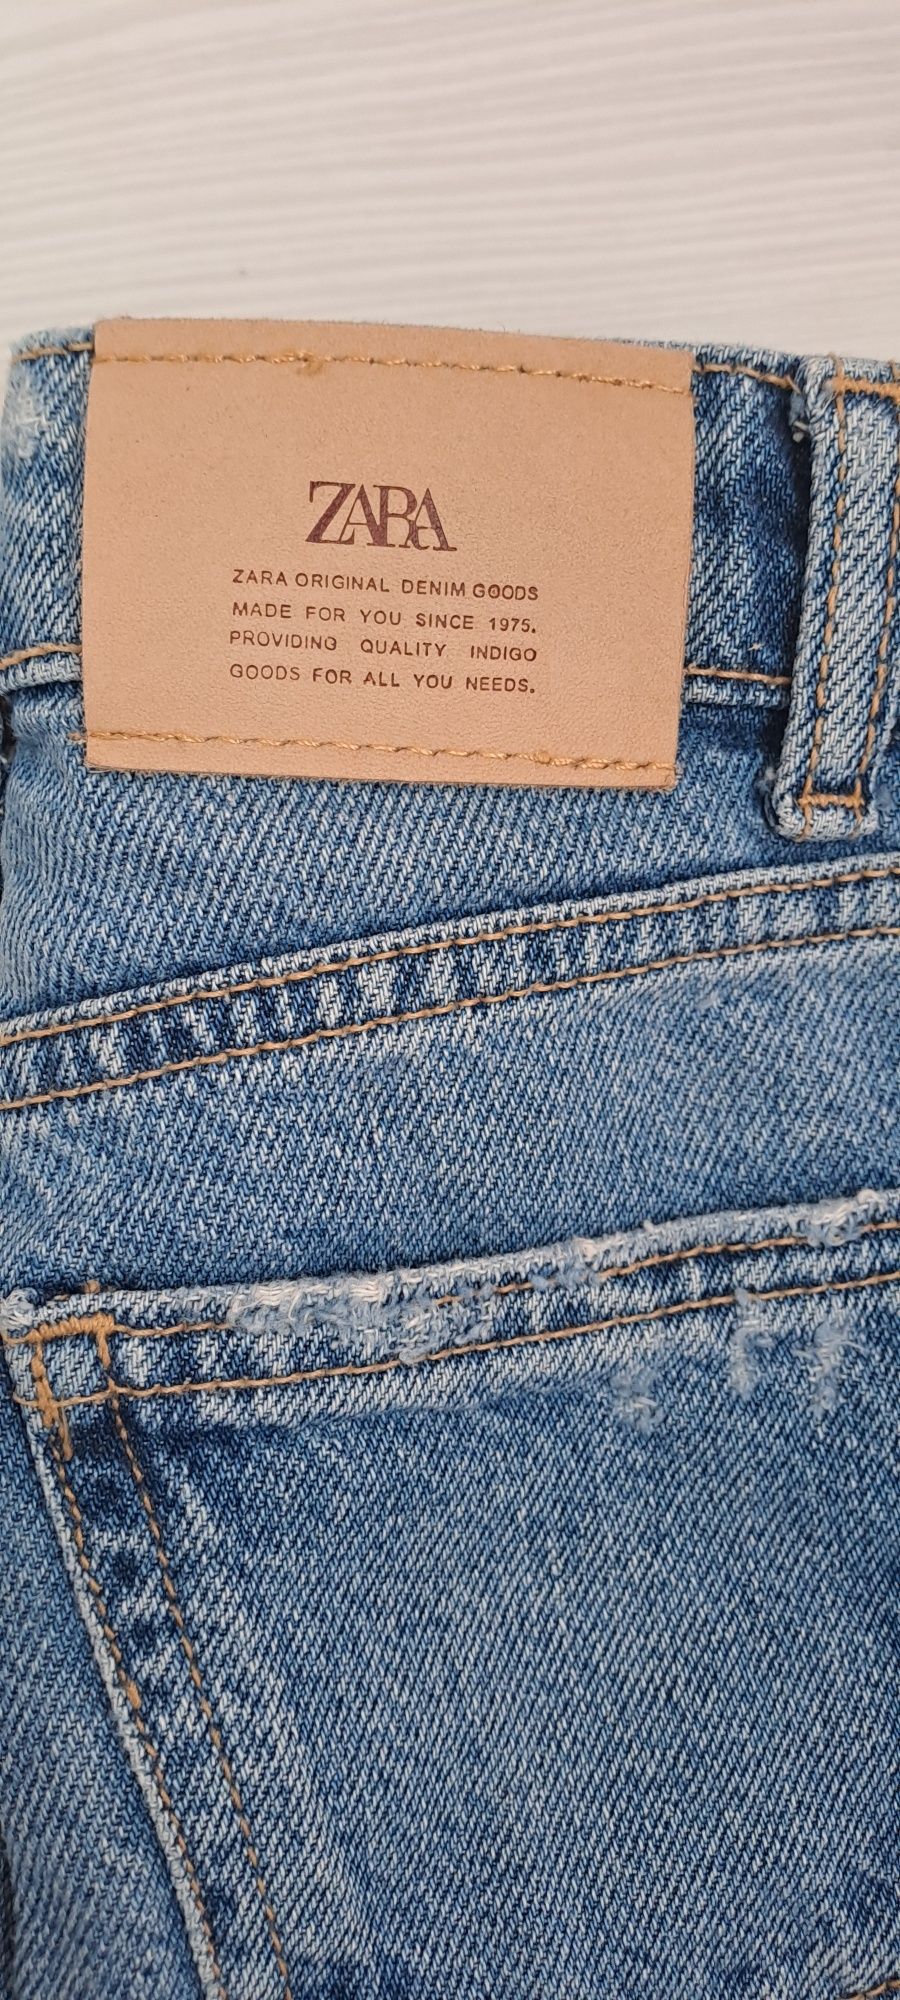 ZARA
ZARA ORIGINAL DENIM GOODS
MADE FOR YOU SINCE 1975.
PROVIDING QUALITY INDIGO
GOODS FOR ALL YOU NEEDS.